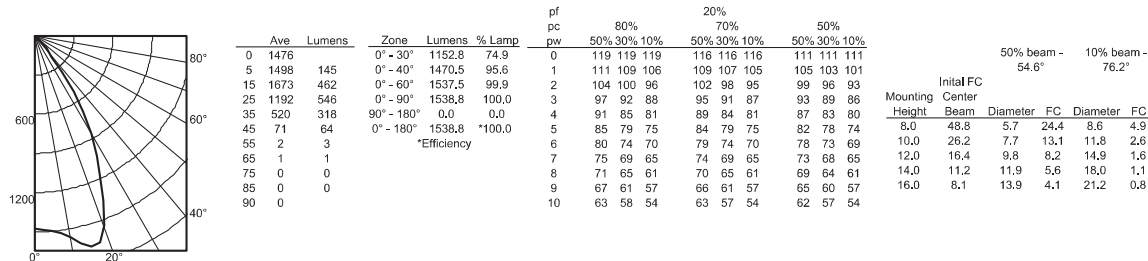 600
1200
0°
20°
40°
60°
80°
Ave Lumens
0 1476
5 1498 145
15 1673 462
25 1192 546
35 520 318
45 71 64
55 2 3
65 1 1
75 0 0
85 0 0
90 0
Zone Lumens % Lamp
0° - 30° 1152.8 74.9
0° - 40° 1470.5 95.6
0° - 60° 1537.5 99.9
0° - 90° 1538.8 100.0
90° - 180° 0.0 0.0
0° - 180° 1538.8 *100.0
*Efficiency
pf 20%
pc 80% 70% 50%
pw 50% 30% 10% 50% 30% 10% 50% 30% 10%
0 119 119 119 116 116 116 111 111 111
1 111 109 106 109 107 105 105 103 101
2 104 100 96 102 98 95 99 96 93
3 97 92 88 95 91 87 93 89 86
4 91 85 81 89 84 81 87 83 80
5 85 79 75 84 79 75 82 78 74
6 80 74 70 79 74 70 78 73 69
7 75 69 65 74 69 65 73 68 65
8 71 65 61 70 65 61 69 64 61
9 67 61 57 66 61 57 65 60 57
10 63 58 54 63 57 54 62 57 54
50% beam - 10% beam -
54.6° 76.2°
Inital FC
Mounting Center
Height Beam Diameter FC Diameter FC
8.0 48.8 5.7 24.4 8.6 4.9
10.0 26.2 7.7 13.1 11.8 2.6
12.0 16.4 9.8 8.2 14.9 1.6
14.0 11.2 11.9 5.6 18.0 1.1
16.0 8.1 13.9 4.1 21.2 0.8